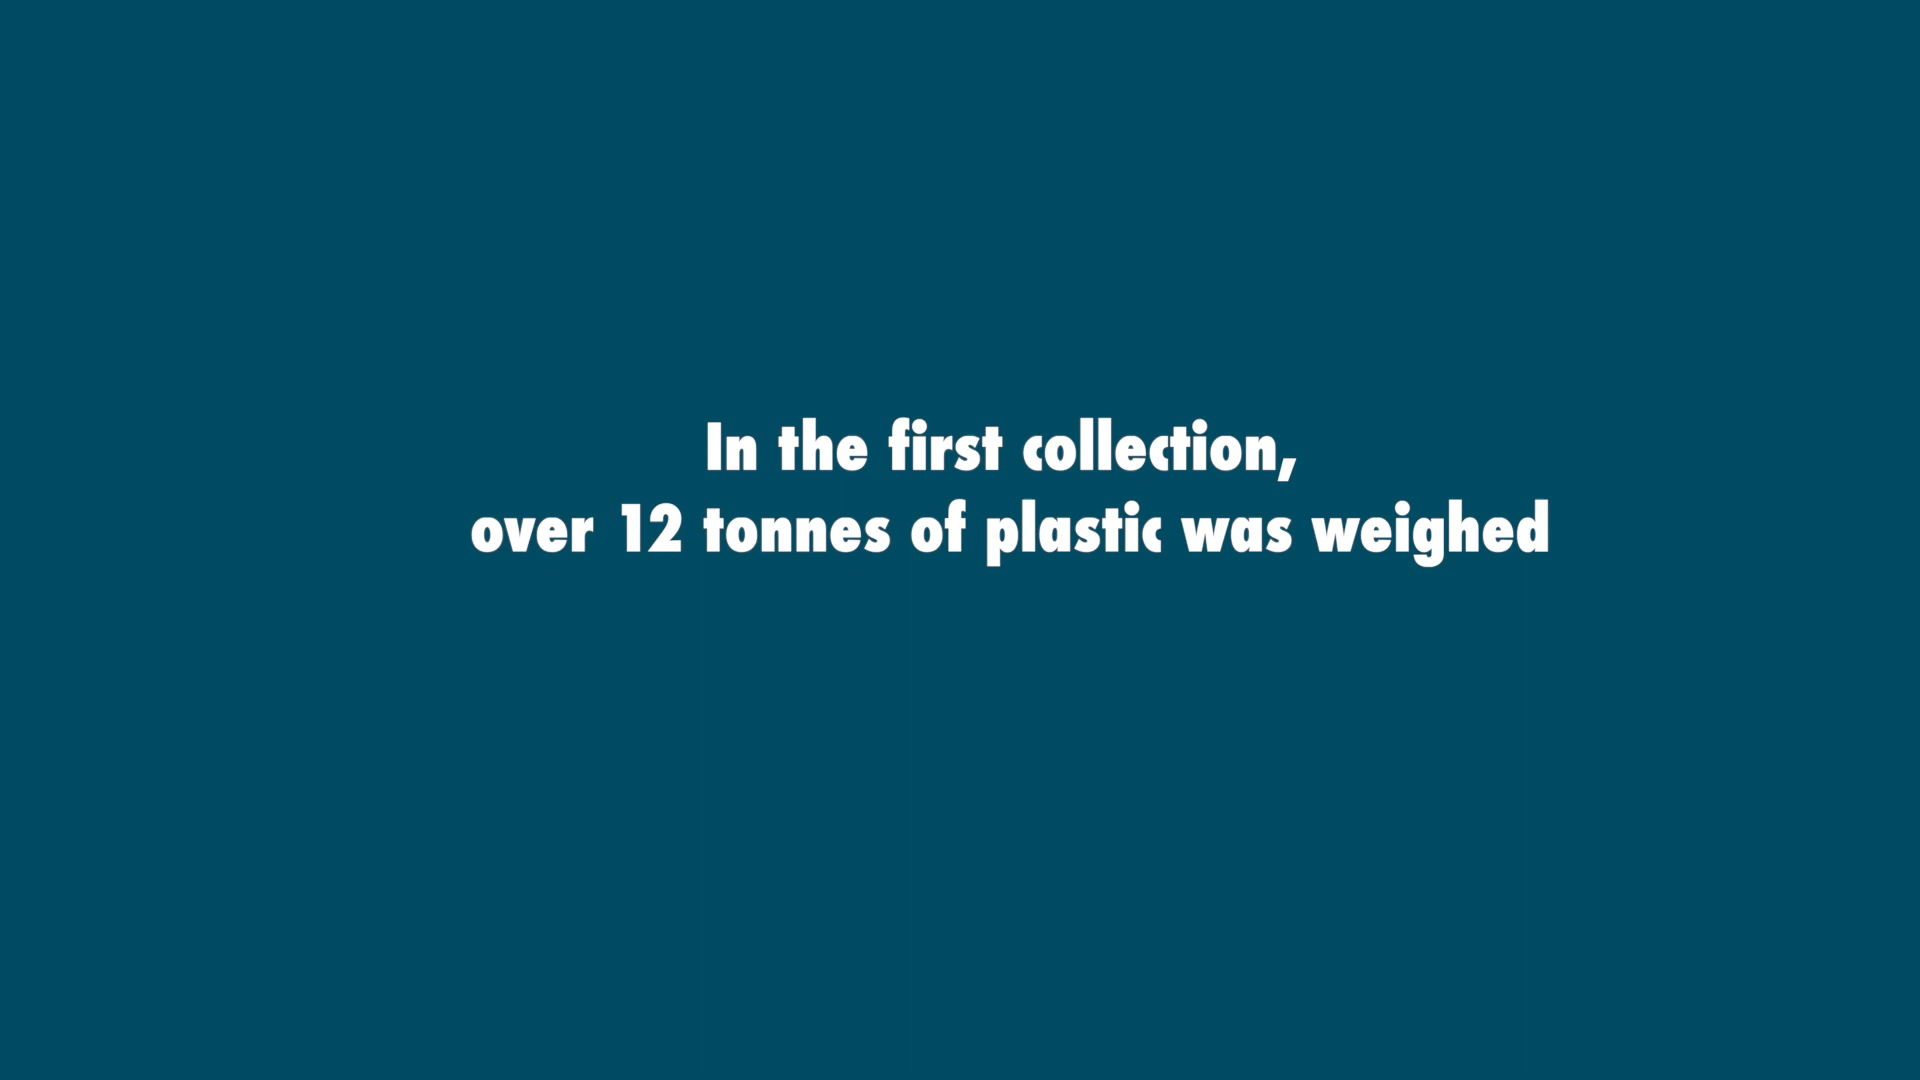 In the first collection,
over 12 tonnes of plastic was weighed